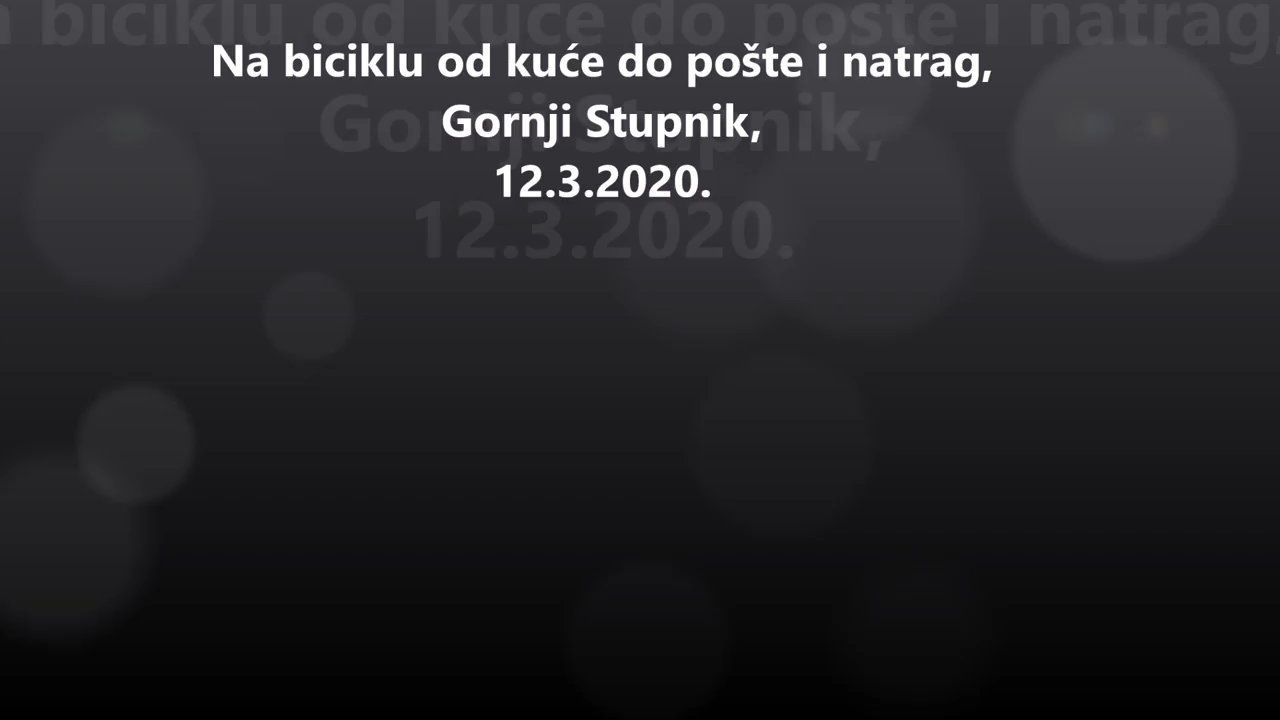 Na biciklu od kuće do pošte i natrag,
Gornji Stupnik,
12.3.2020.